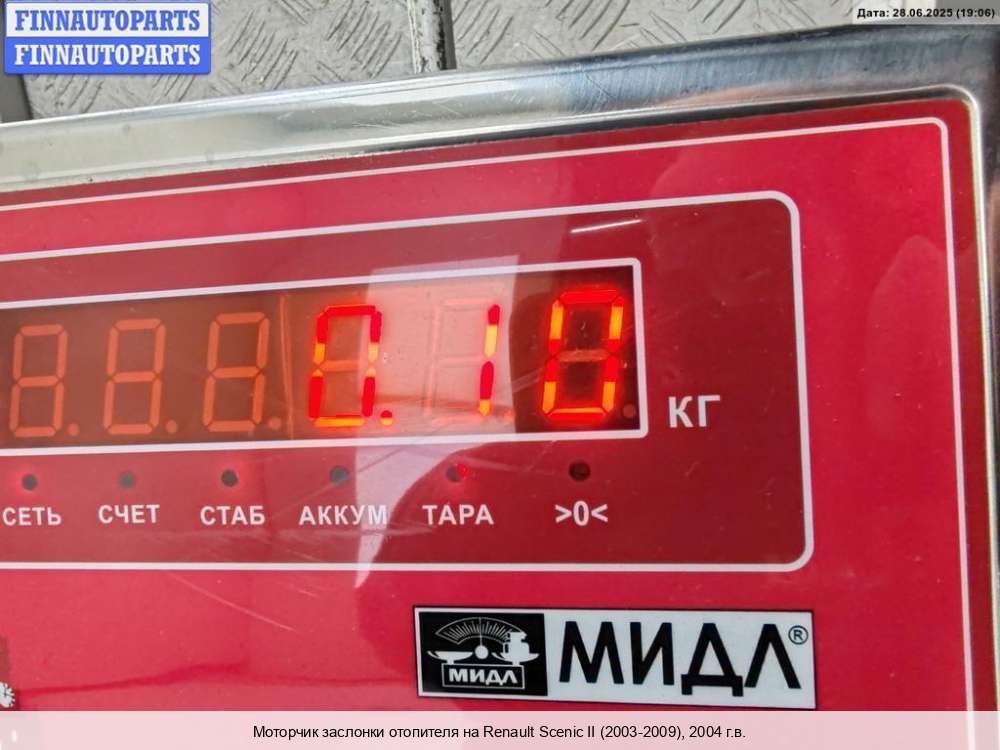 FINNAUTOPARTS
FINNAUTOPARTS
Дата: 28.06.2025 (19:06)
0.10
КГ
СЕТЬ СЧЕТ СТАБ АККУМ ТАРА >0<
МИДЛ
МИДЛ®
Моторчик заслонки отопителя на Renault Scenic II (2003-2009), 2004 г.в.